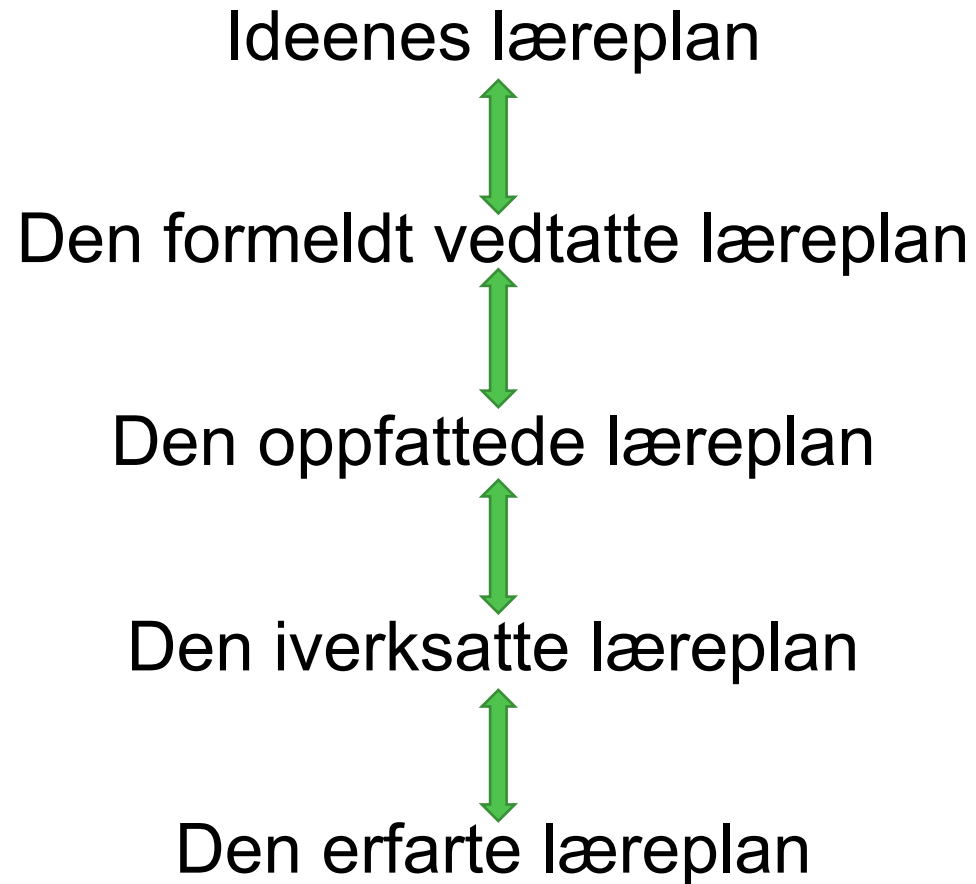 Ideenes læreplan
Den formeldt vedtatte læreplan
Den oppfattede læreplan
Den iverksatte læreplan
Den erfarte læreplan